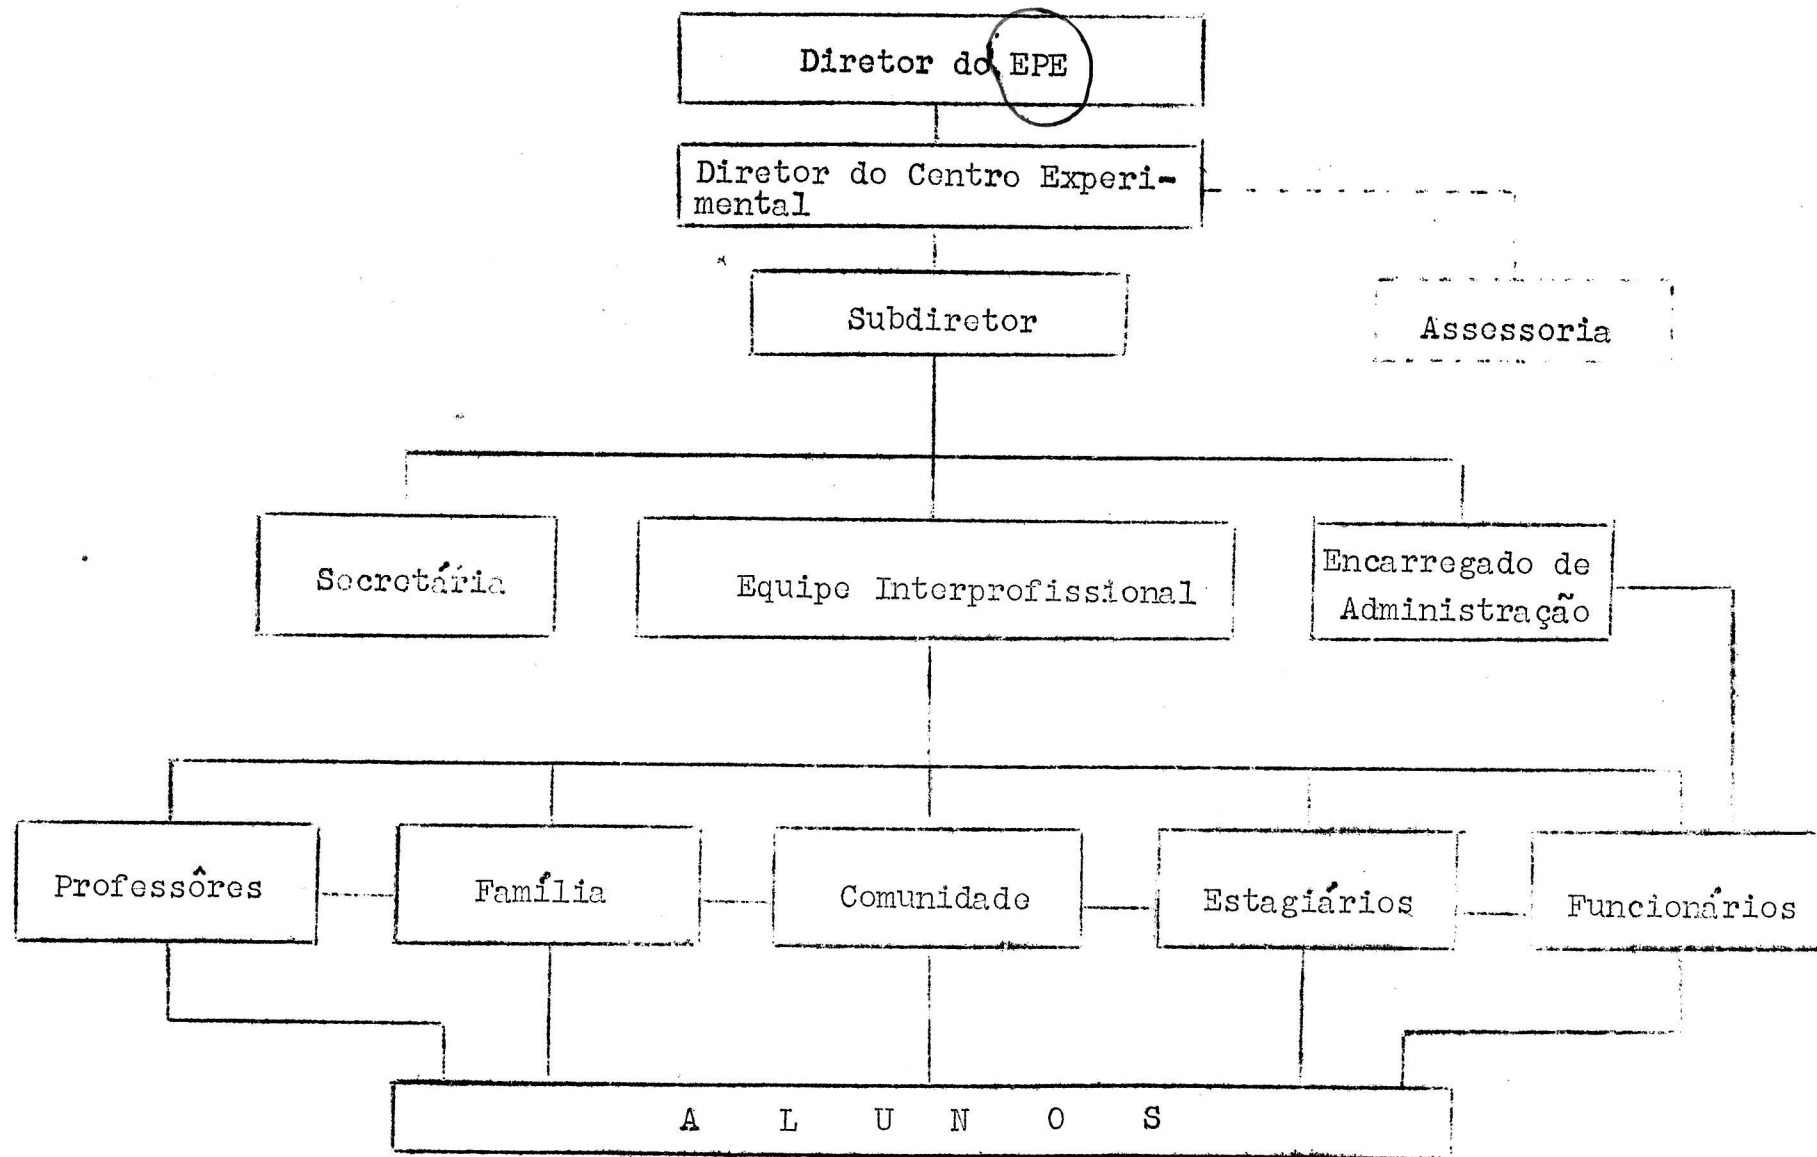 Diretor do EPE
Diretor do Centro Experi-
mental
Subdiretor
Assessoria
Secretária
Equipe Interprofissional
Encarregado de
Administração
Professôres
Família
Comunidade
Estagiários
Funcionários
A L U N O S